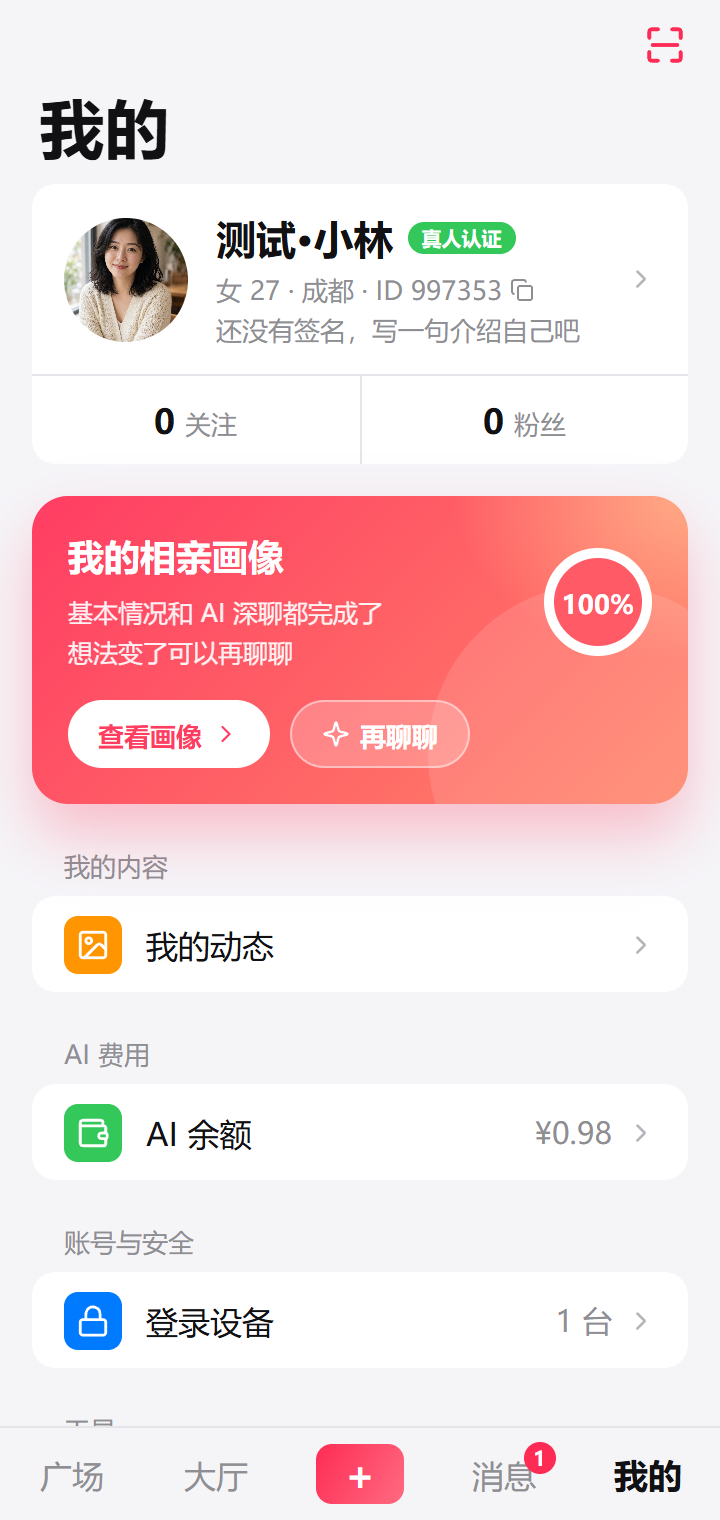 我的
测试·小林 真人认证
女 27 · 成都 · ID 997353
还没有签名，写一句介绍自己吧
0 关注
0 粉丝
我的相亲画像
基本情况和 AI 深聊都完成了
想法变了可以再聊聊
100%
查看画像
再聊聊
我的内容
我的动态
AI 费用
AI 余额 ¥0.98
账号与安全
登录设备 1 台
广场 大厅 + 消息 1 我的